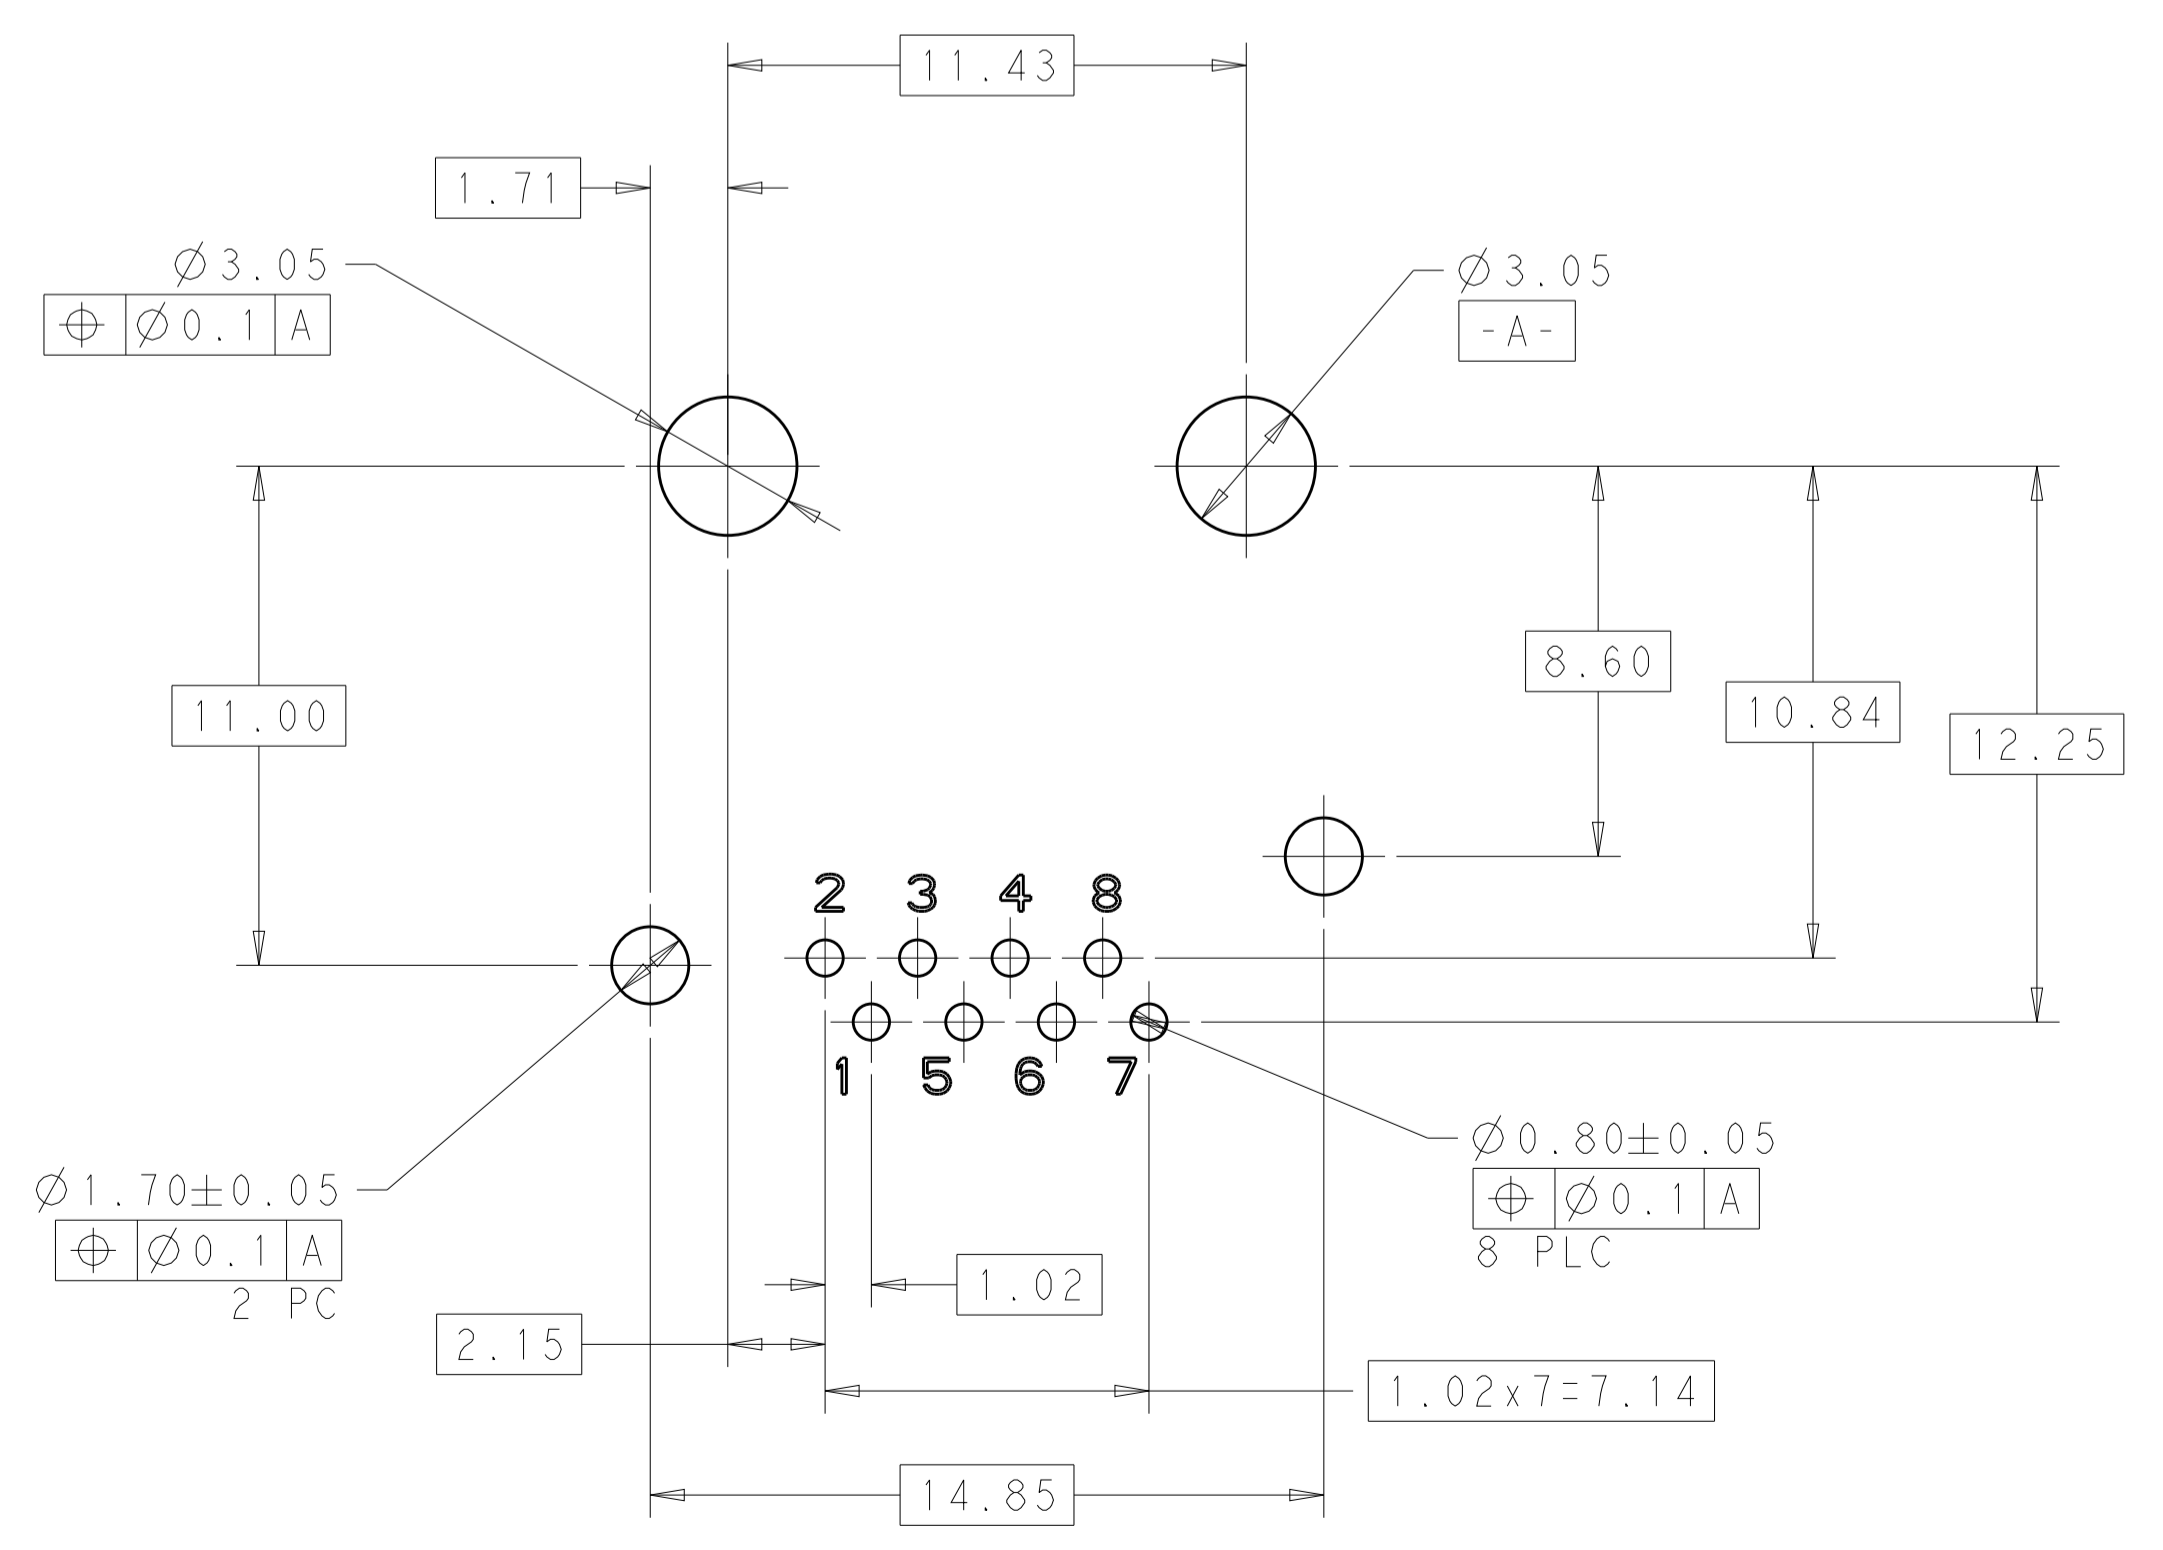 11.43
1.71
Ø3.05
⌖ Ø0.1 A
Ø3.05
-A-
8.60
11.00
10.84
12.25
2 3 4 8
1 5 6 7
Ø0.80±0.05
⌖ Ø0.1 A
8 PLC
Ø1.70±0.05
⌖ Ø0.1 A
2 PC
1.02
2.15
1.02x7=7.14
14.85